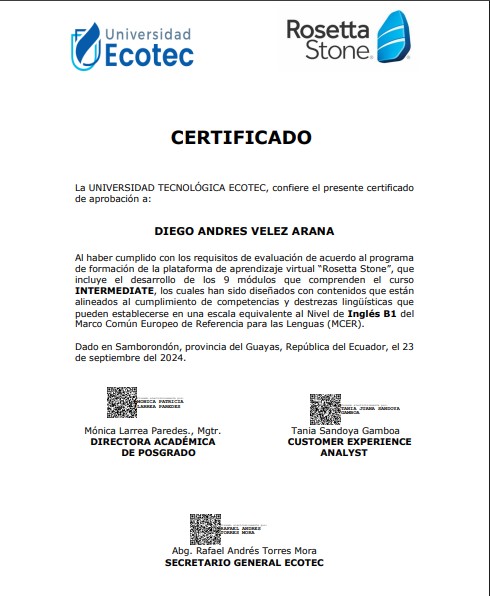 Universidad
Ecotec
Rosetta
Stone
CERTIFICADO
La UNIVERSIDAD TECNOLÓGICA ECOTEC, confiere el presente certificado
de aprobación a:
DIEGO ANDRES VELEZ ARANA
Al haber cumplido con los requisitos de evaluación de acuerdo al programa
de formación de la plataforma de aprendizaje virtual “Rosetta Stone”, que
incluye el desarrollo de los 9 módulos que comprenden el curso
INTERMEDIATE, los cuales han sido diseñados con contenidos que están
alineados al cumplimiento de competencias y destrezas lingüísticas que
pueden establecerse en una escala equivalente al Nivel de Inglés B1 del
Marco Común Europeo de Referencia para las Lenguas (MCER).
Dado en Samborondón, provincia del Guayas, República del Ecuador, el 23
de septiembre del 2024.
MONICA PATRICIA
LARREA PAREDES
TANIA JUANA SANDOYA
GAMBOA
Mónica Larrea Paredes., Mgtr.
DIRECTORA ACADÉMICA
DE POSGRADO
Tania Sandoya Gamboa
CUSTOMER EXPERIENCE
ANALYST
RAFAEL ANDRES
TORRES MORA
Abg. Rafael Andrés Torres Mora
SECRETARIO GENERAL ECOTEC